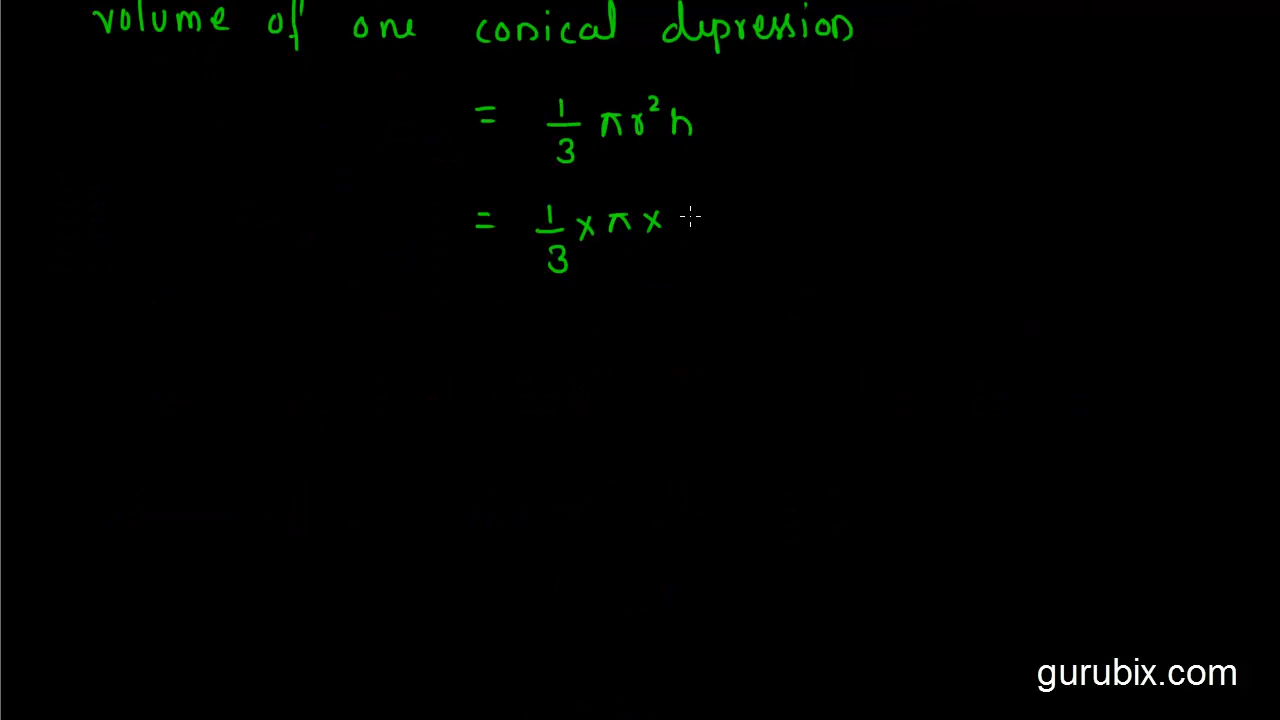 volume of one conical depression
= 1/3 πr²h
= 1/3 × π ×
gurubix.com